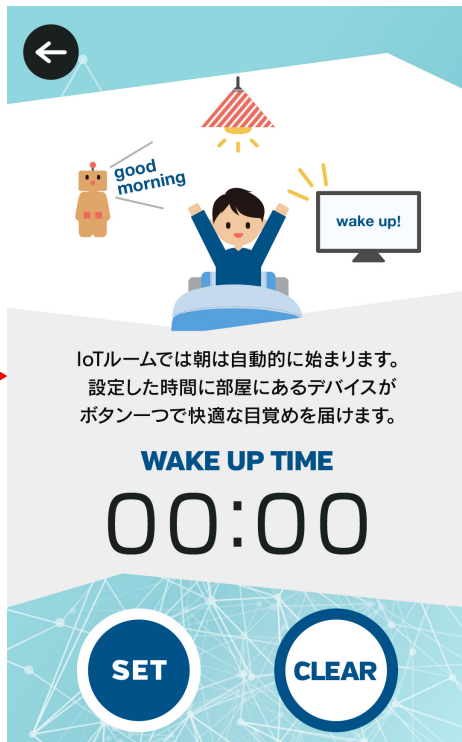 good
morning
wake up!
IoTルームでは朝は自動的に始まります。
設定した時間に部屋にあるデバイスが
ボタン一つで快適な目覚めを届けます。
WAKE UP TIME
00:00
SET
CLEAR